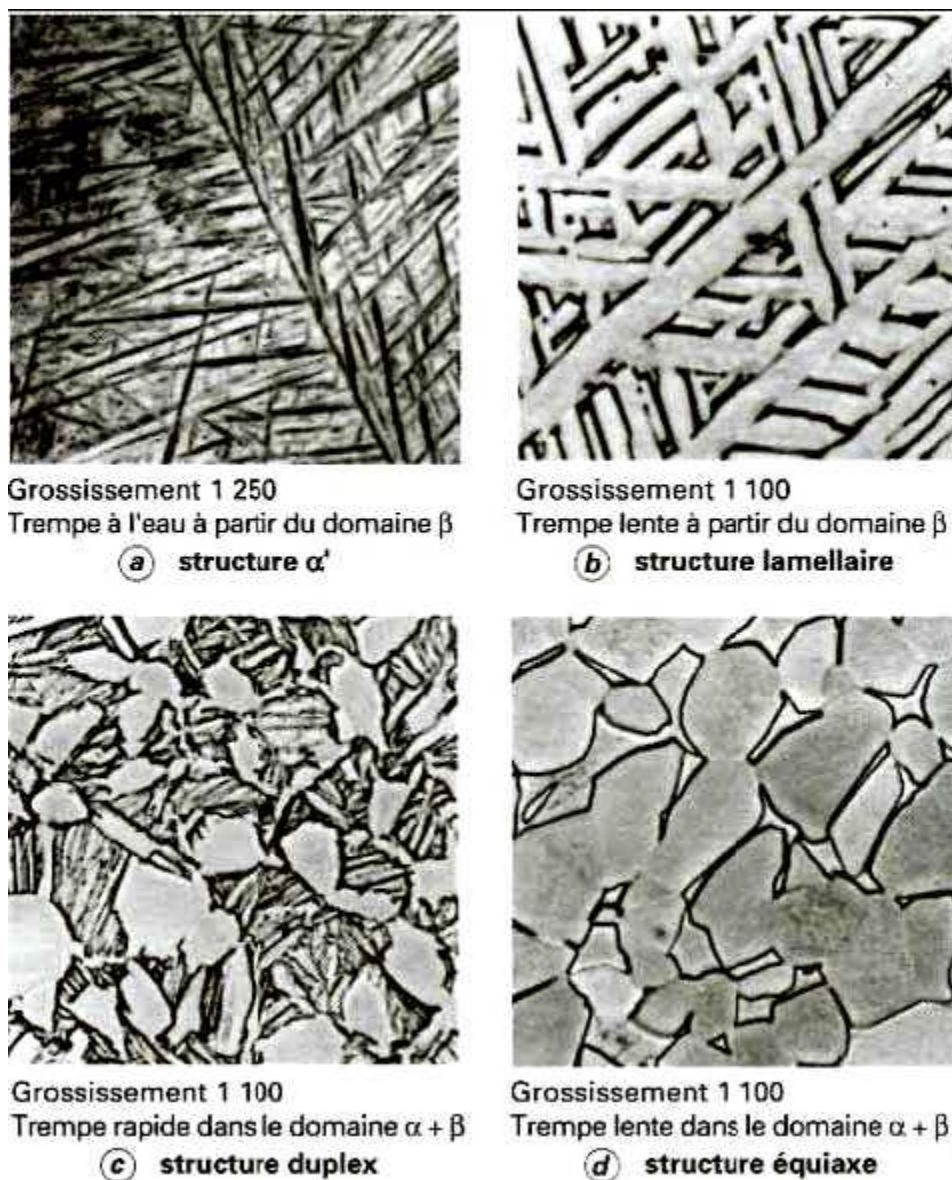 Grossissement 1 250
Trempe à l'eau à partir du domaine β
a structure α'
Grossissement 1 100
Trempe lente à partir du domaine β
b structure lamellaire
Grossissement 1 100
Trempe rapide dans le domaine α + β
c structure duplex
Grossissement 1 100
Trempe lente dans le domaine α + β
d structure équiaxe